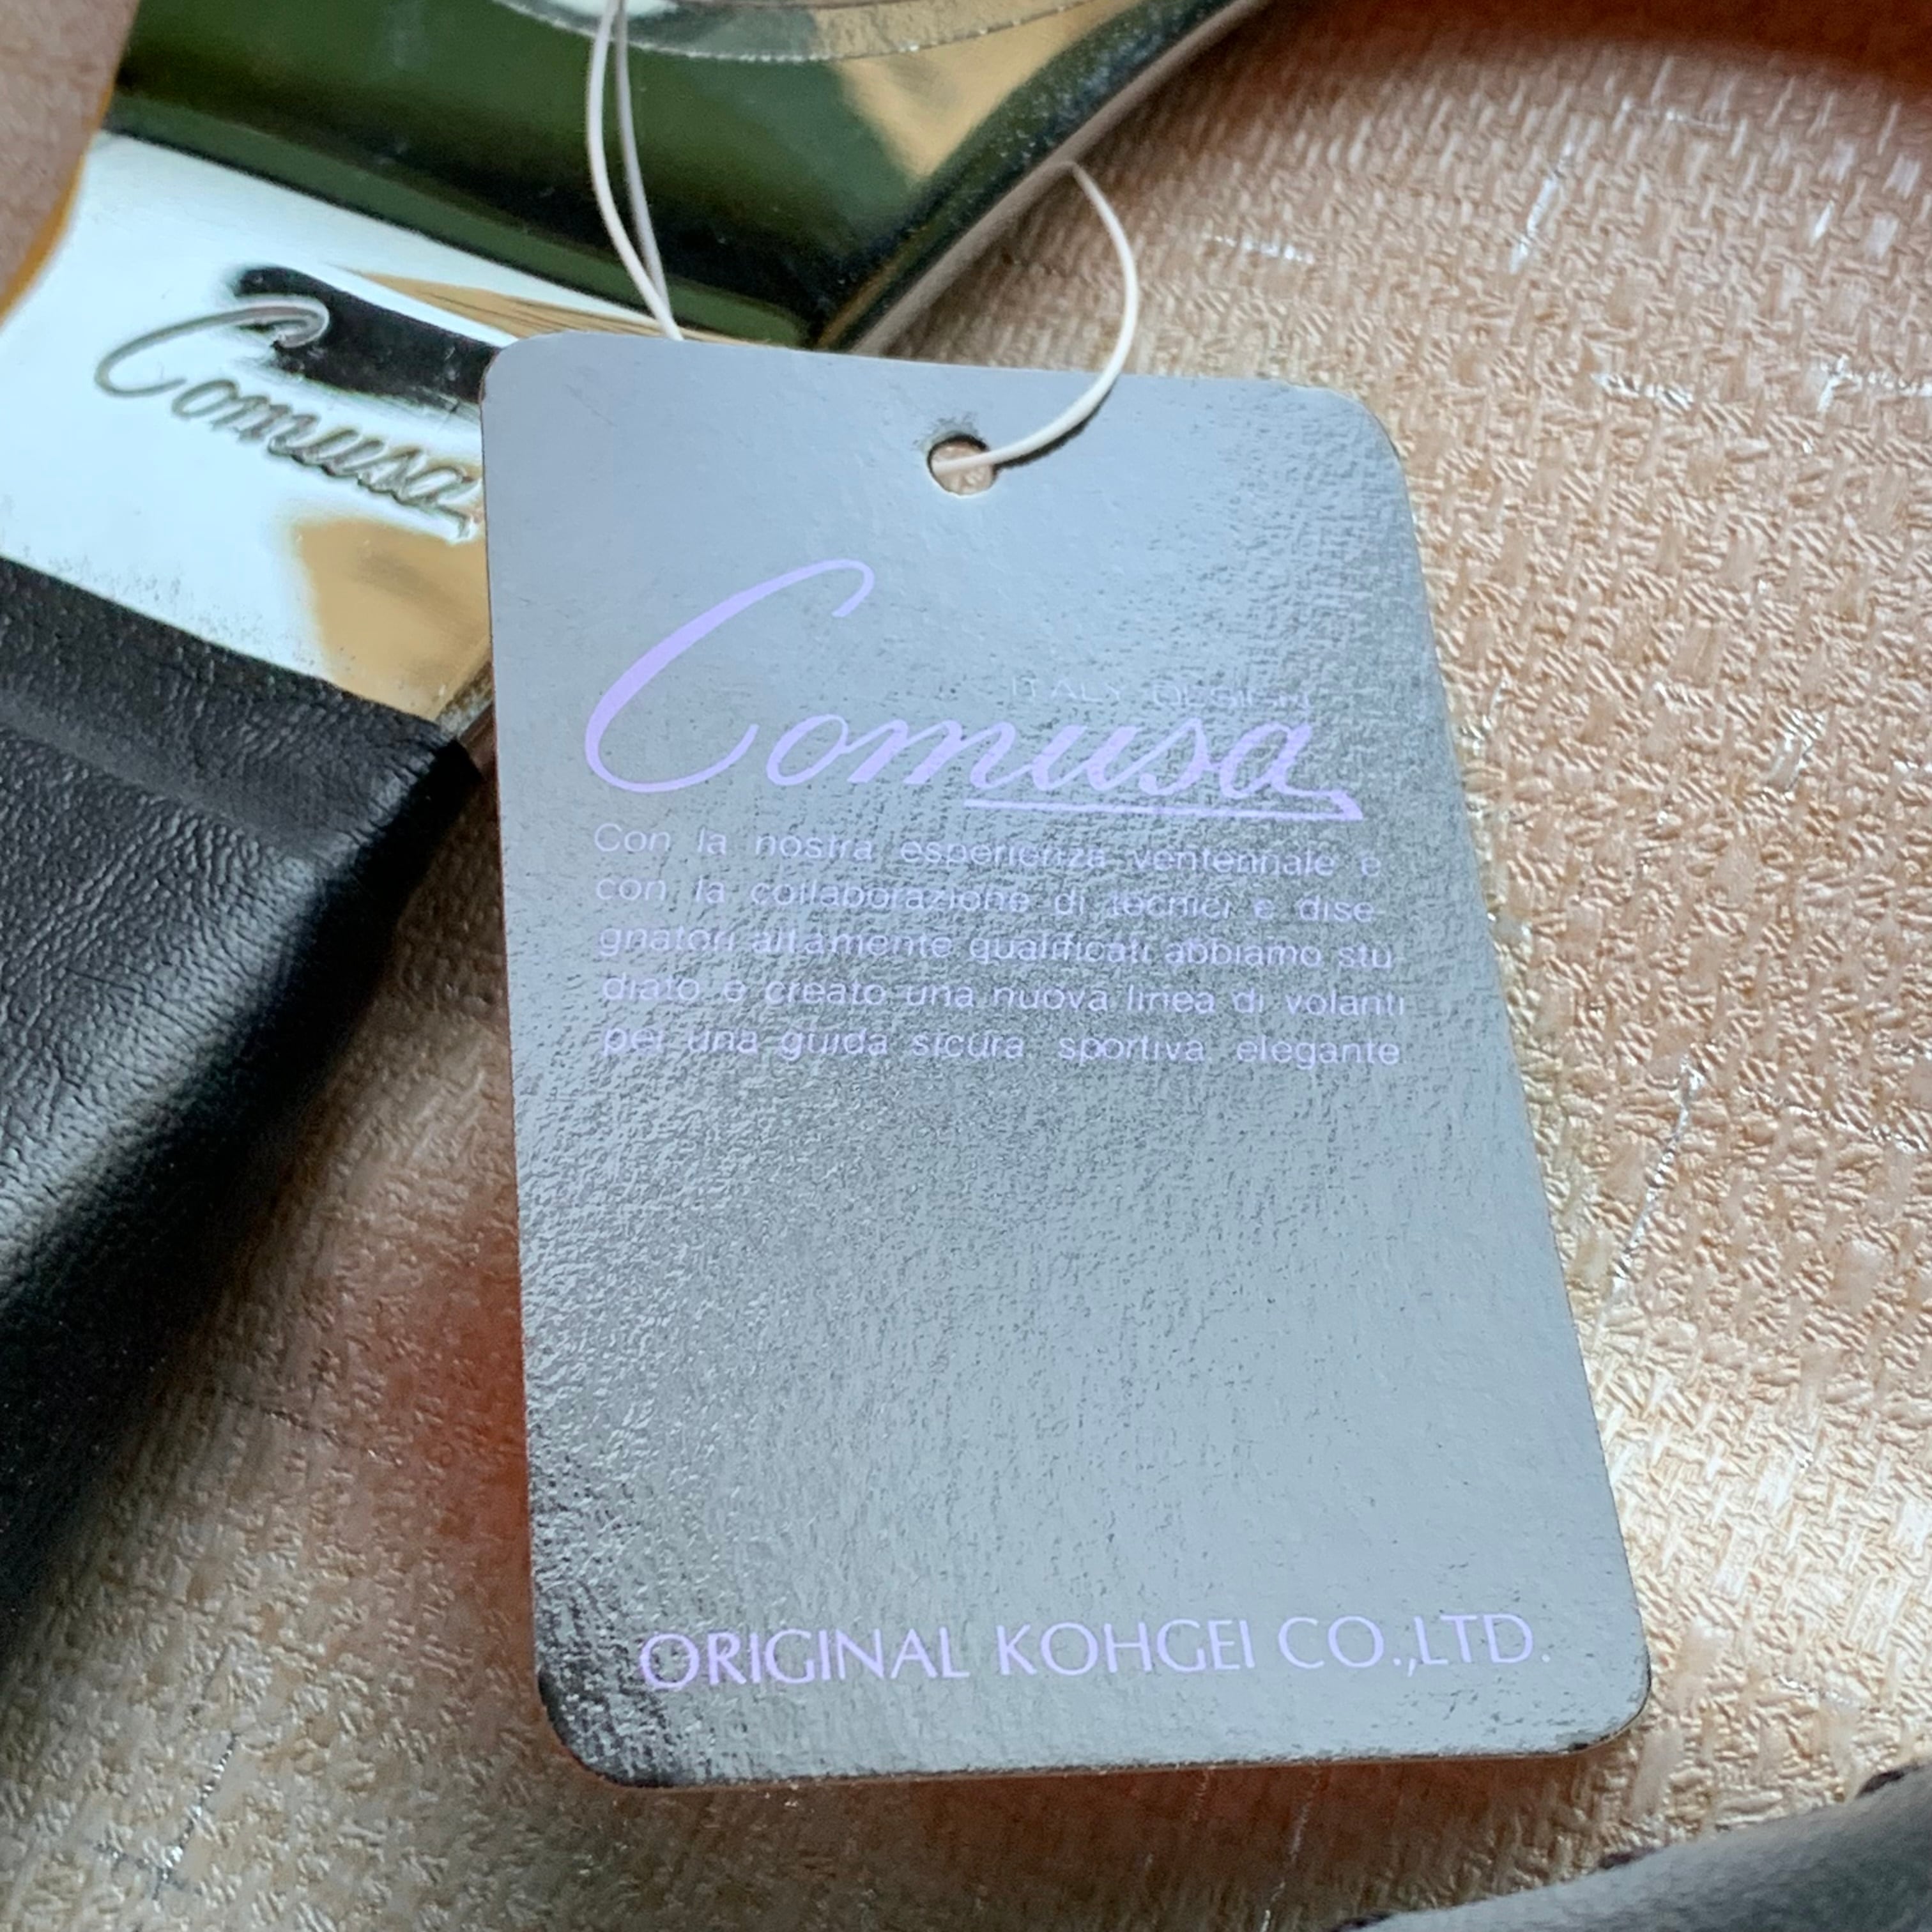 Comusa
ITALY DESIGN
Comusa
Con la nostra esperienza ventennale e
con la collaborazione di tecnici e dise
gnatori altamente qualificati abbiamo stu
diato e creato una nuova linea di volanti
per una guida sicura sportiva elegante
ORIGINAL KOHGEI CO.,LTD.